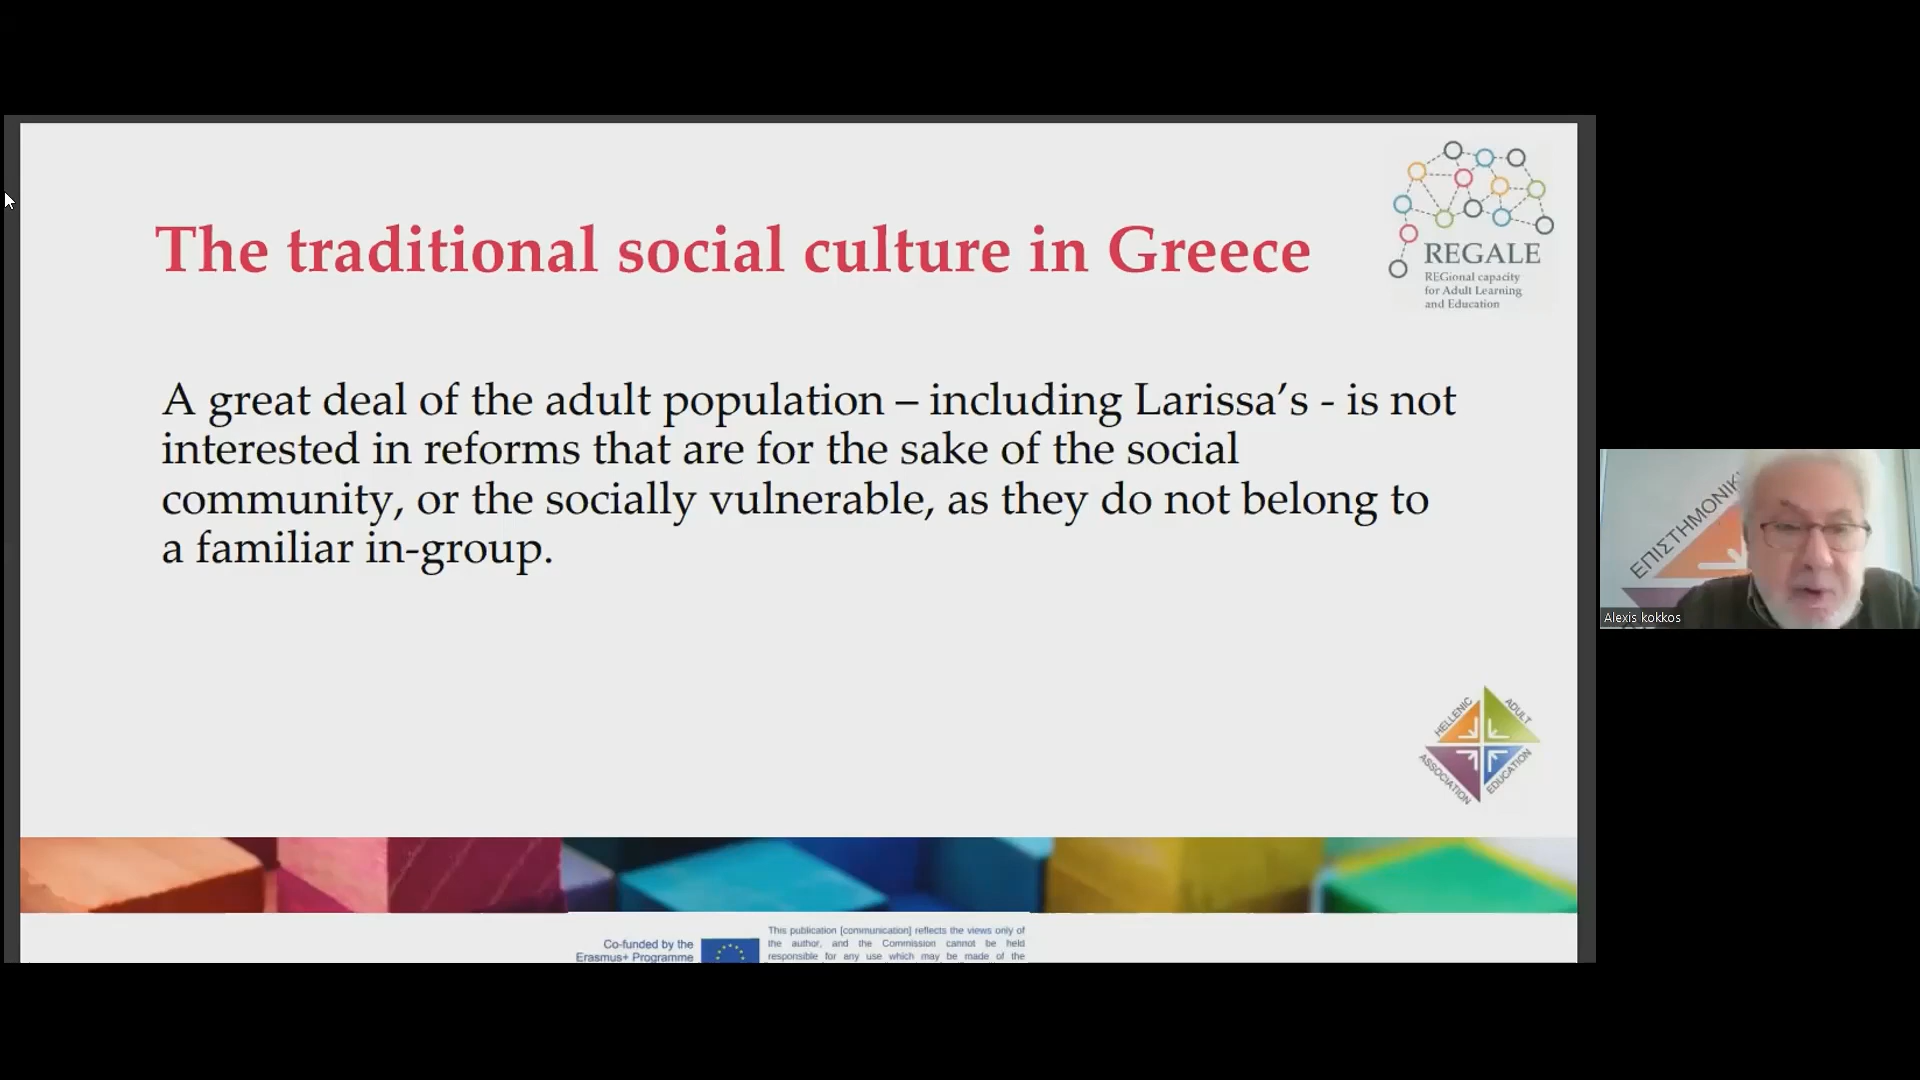 The traditional social culture in Greece
REGALE
REGional capacity
for Adult Learning
and Education
A great deal of the adult population – including Larissa’s - is not
interested in reforms that are for the sake of the social
community, or the socially vulnerable, as they do not belong to
a familiar in-group.
ΕΠΙΣΤΗΜΟΝΙΚ
Alexis kokkos
HELLENIC
ADULT
ASSOCIATION
EDUCATION
Co-funded by the
Erasmus+ Programme
This publication [communication] reflects the views only of
the author, and the Commission cannot be held
responsible for any use which may be made of the